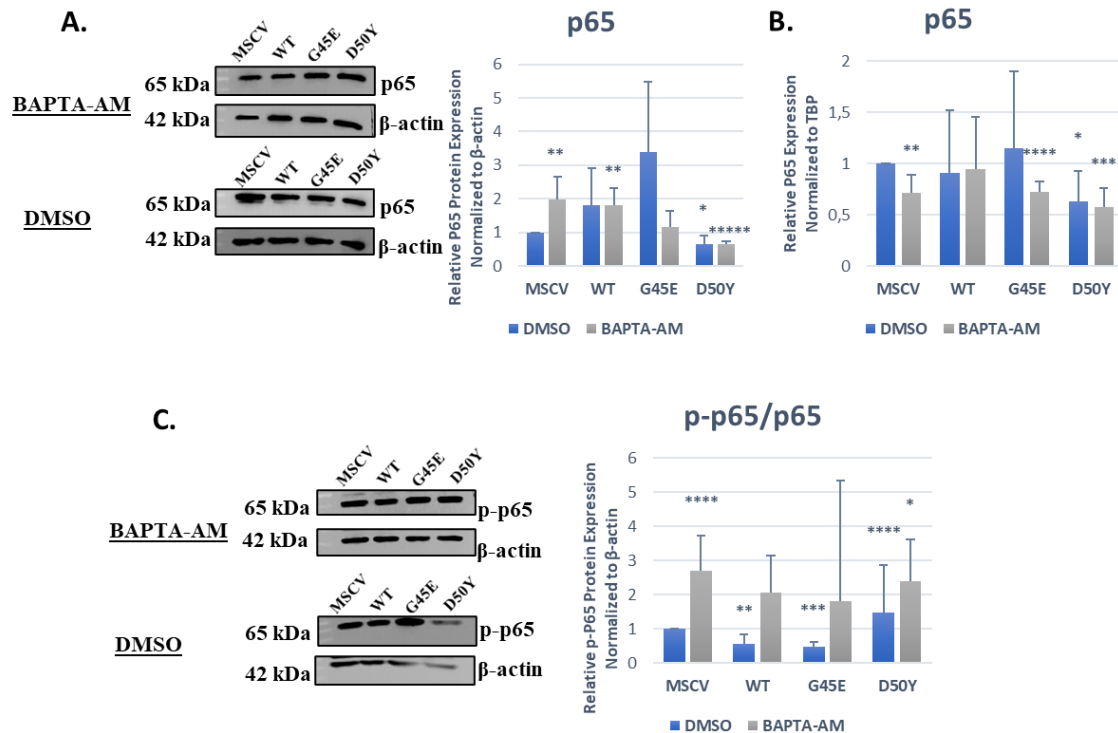 A.
MSCV WT G45E D50Y
BAPTA-AM
65 kDa p65
42 kDa β-actin
MSCV WT G45E D50Y
DMSO
65 kDa p65
42 kDa β-actin
p65
Relative P65 Protein Expression
Normalized to β-actin
6
5
4
3
2
1
0
** ** * *****
MSCV WT G45E D50Y
DMSO BAPTA-AM
B.
p65
Relative P65 Expression
Normalized to TBP
2
1,5
1
0,5
0
** **** * ***
MSCV WT G45E D50Y
DMSO BAPTA-AM
C.
MSCV WT G45E D50Y
BAPTA-AM
65 kDa p-p65
42 kDa β-actin
MSCV WT G45E D50Y
DMSO
65 kDa p-p65
42 kDa β-actin
p-p65/p65
Relative p-P65 Protein Expression
Normalized to β-actin
6
5
4
3
2
1
0
**** ** *** **** *
MSCV WT G45E D50Y
DMSO BAPTA-AM